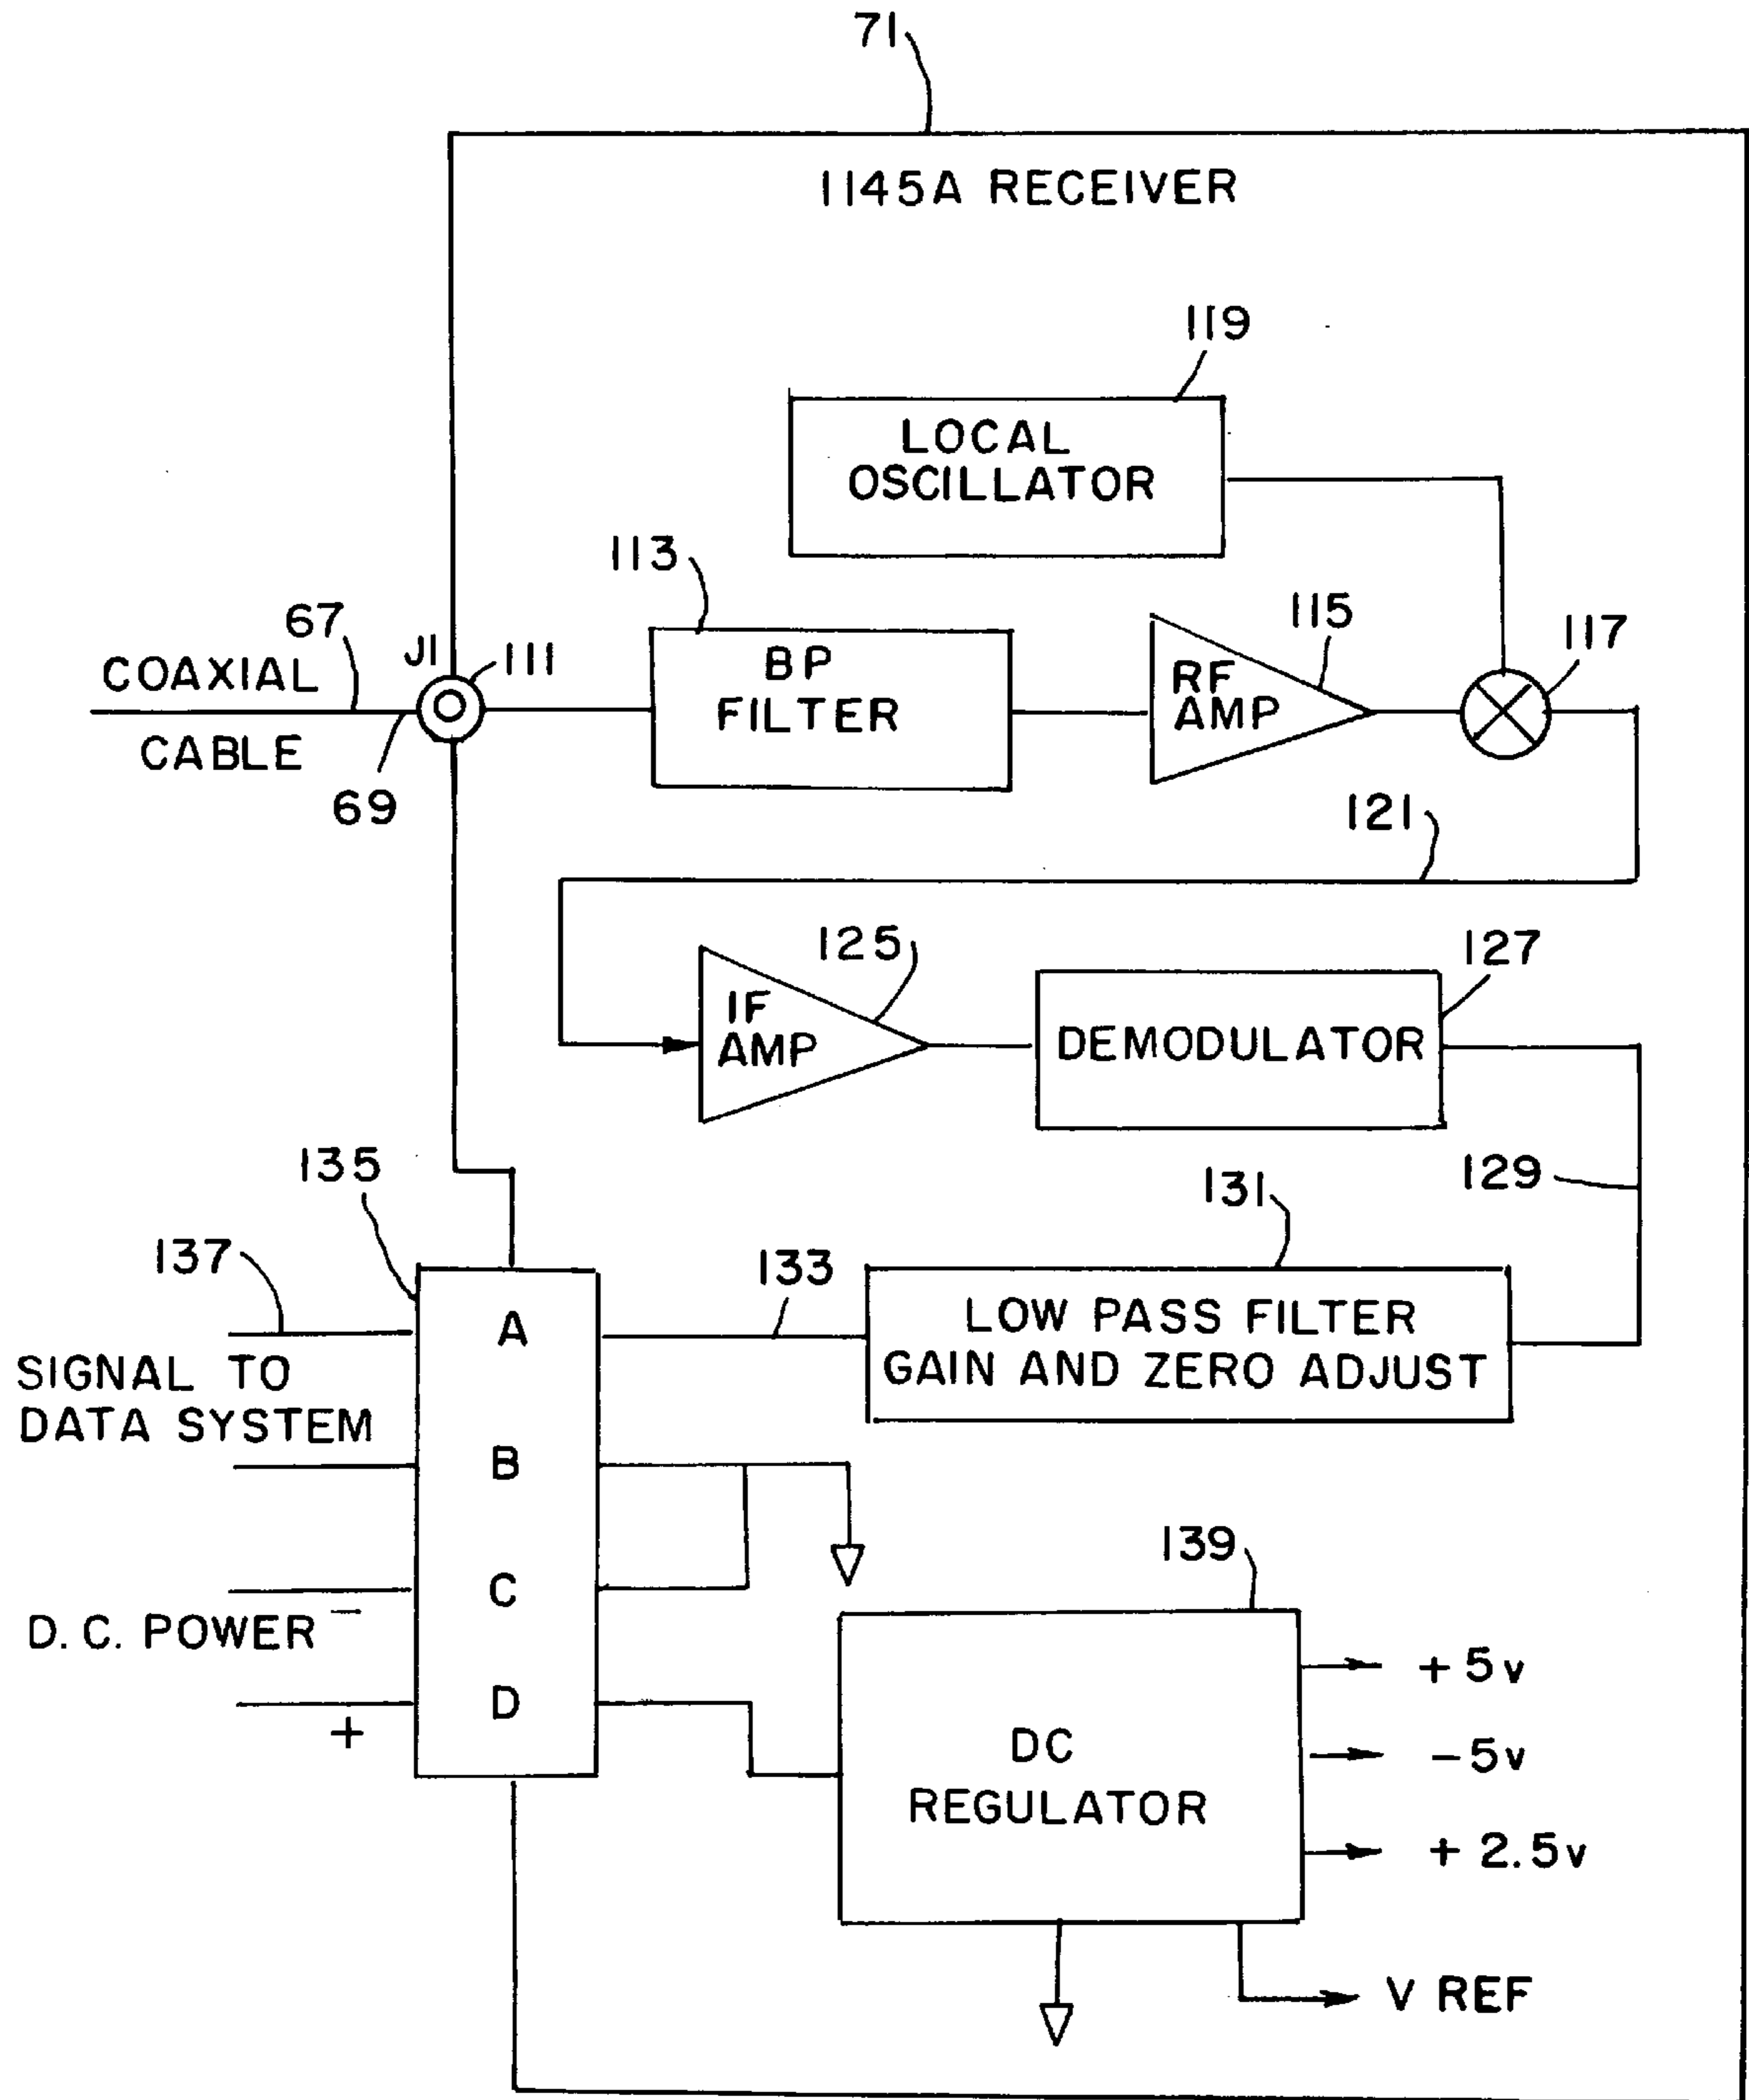 71
1145A RECEIVER
119
LOCAL
OSCILLATOR
113
67
J1
111
115
117
COAXIAL
CABLE
69
BP
FILTER
RF
AMP
121
125
127
IF
AMP
DEMODULATOR
135
129
131
137
133
A
LOW PASS FILTER
GAIN AND ZERO ADJUST
SIGNAL TO
DATA SYSTEM
B
C
139
D.C. POWER
−
D
+
DC
REGULATOR
+ 5v
− 5v
+ 2.5v
V REF